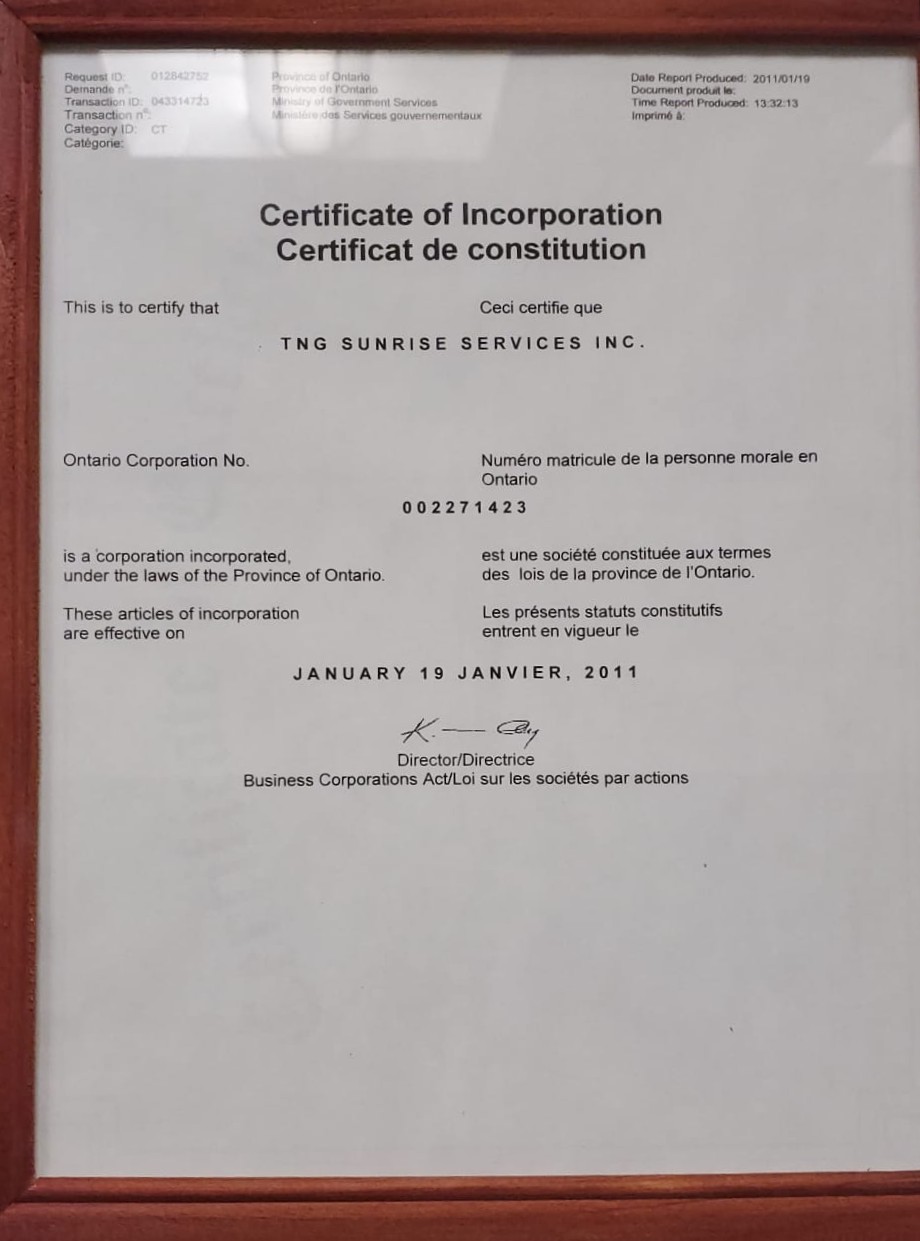 Request ID: 012842752
Demande n°:
Transaction ID: 043314723
Transaction n°:
Category ID: CT
Catégorie:
Province of Ontario
Province de l'Ontario
Ministry of Government Services
Ministère des Services gouvernementaux
Date Report Produced: 2011/01/19
Document produit le:
Time Report Produced: 13:32:13
Imprimé à:
Certificate of Incorporation
Certificat de constitution
This is to certify that
Ceci certifie que
TNG SUNRISE SERVICES INC.
Ontario Corporation No.
Numéro matricule de la personne morale en
Ontario
002271423
is a corporation incorporated,
under the laws of the Province of Ontario.
est une société constituée aux termes
des lois de la province de l'Ontario.
These articles of incorporation
are effective on
Les présents statuts constitutifs
entrent en vigueur le
JANUARY 19 JANVIER, 2011
Director/Directrice
Business Corporations Act/Loi sur les sociétés par actions